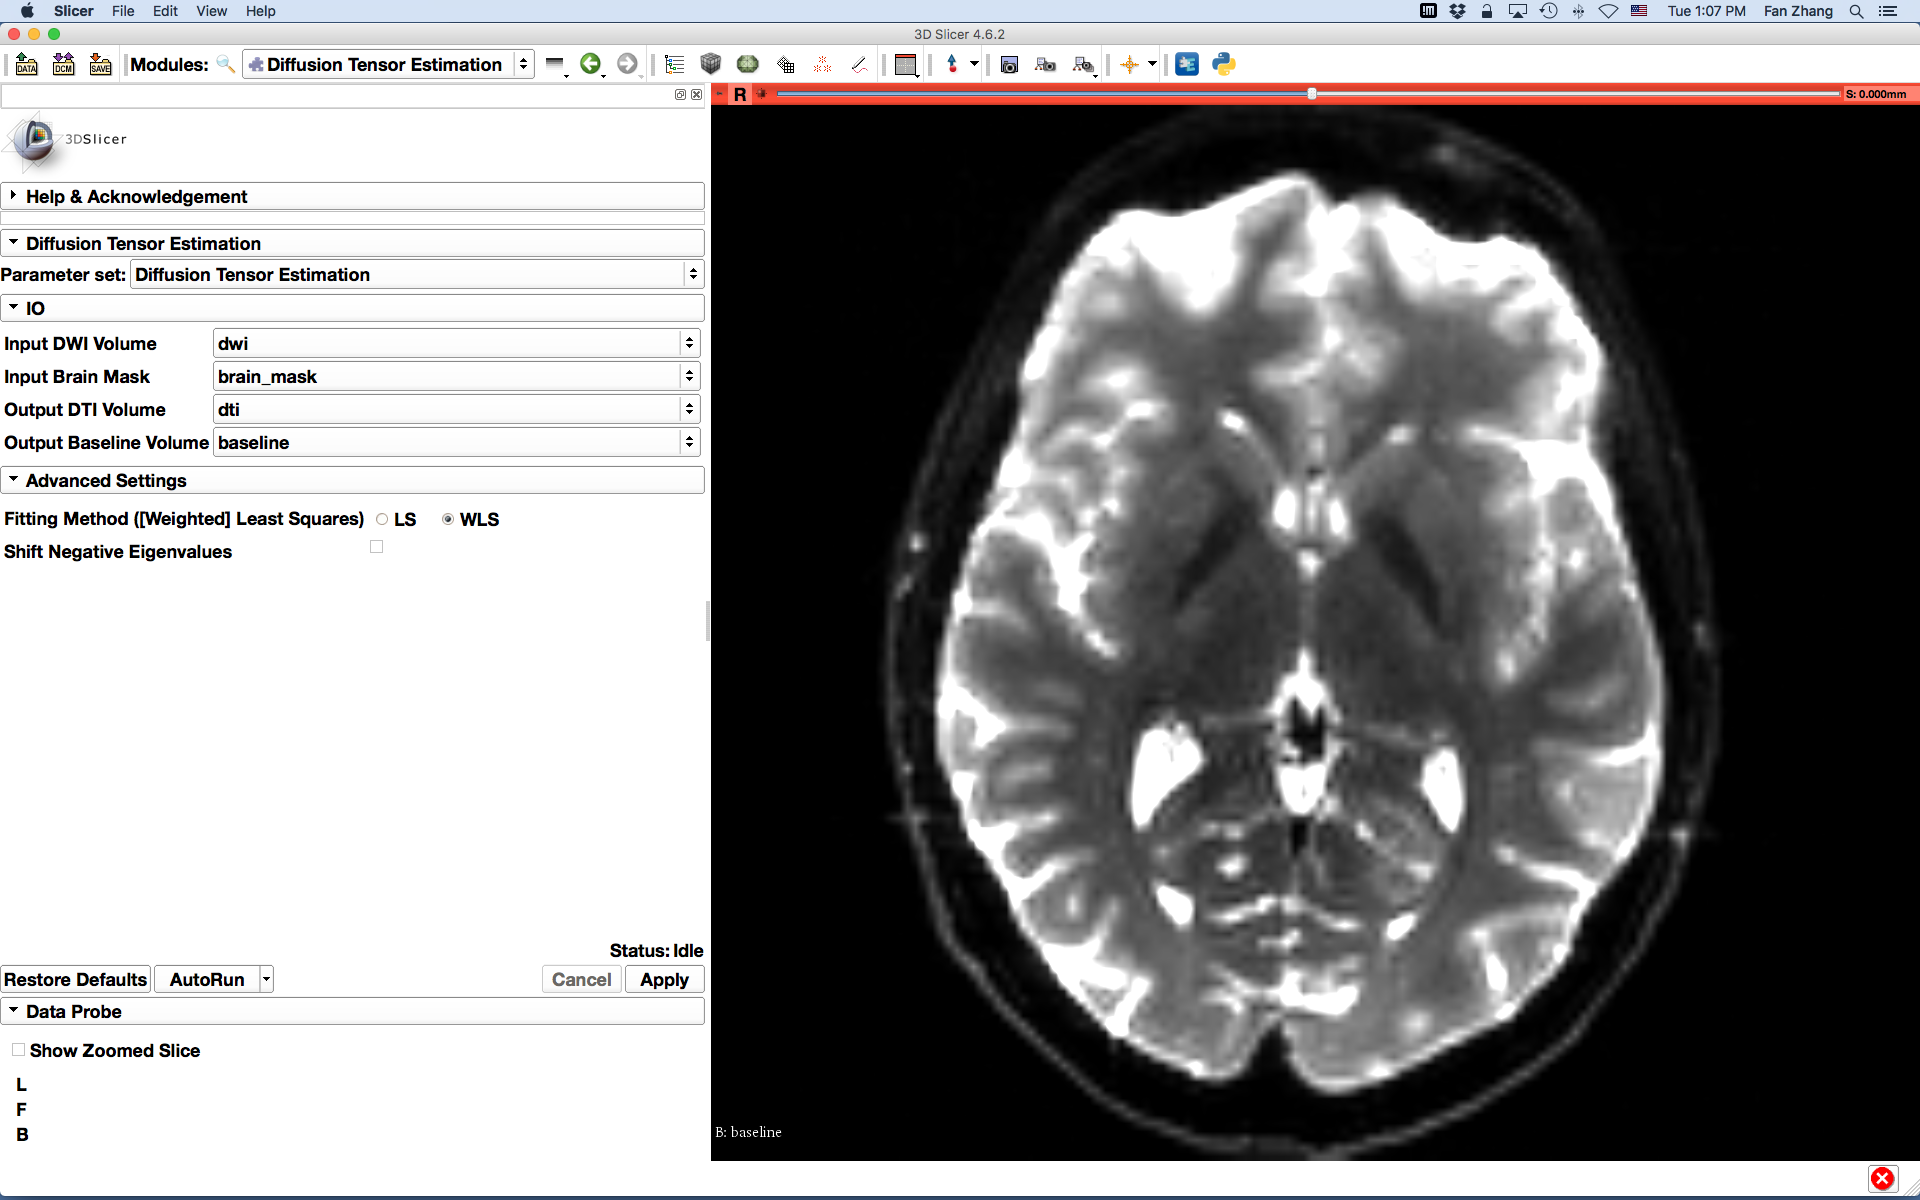 Slicer File Edit View Help Tue 1:07 PM Fan Zhang
3D Slicer 4.6.2
DATA DCM SAVE Modules: Diffusion Tensor Estimation
R S: 0.000mm
3DSlicer
Help & Acknowledgement
Diffusion Tensor Estimation
Parameter set: Diffusion Tensor Estimation
IO
Input DWI Volume dwi
Input Brain Mask brain_mask
Output DTI Volume dti
Output Baseline Volume baseline
Advanced Settings
Fitting Method ([Weighted] Least Squares) LS WLS
Shift Negative Eigenvalues
Status: Idle
Restore Defaults AutoRun Cancel Apply
Data Probe
Show Zoomed Slice
L
F
B
B: baseline